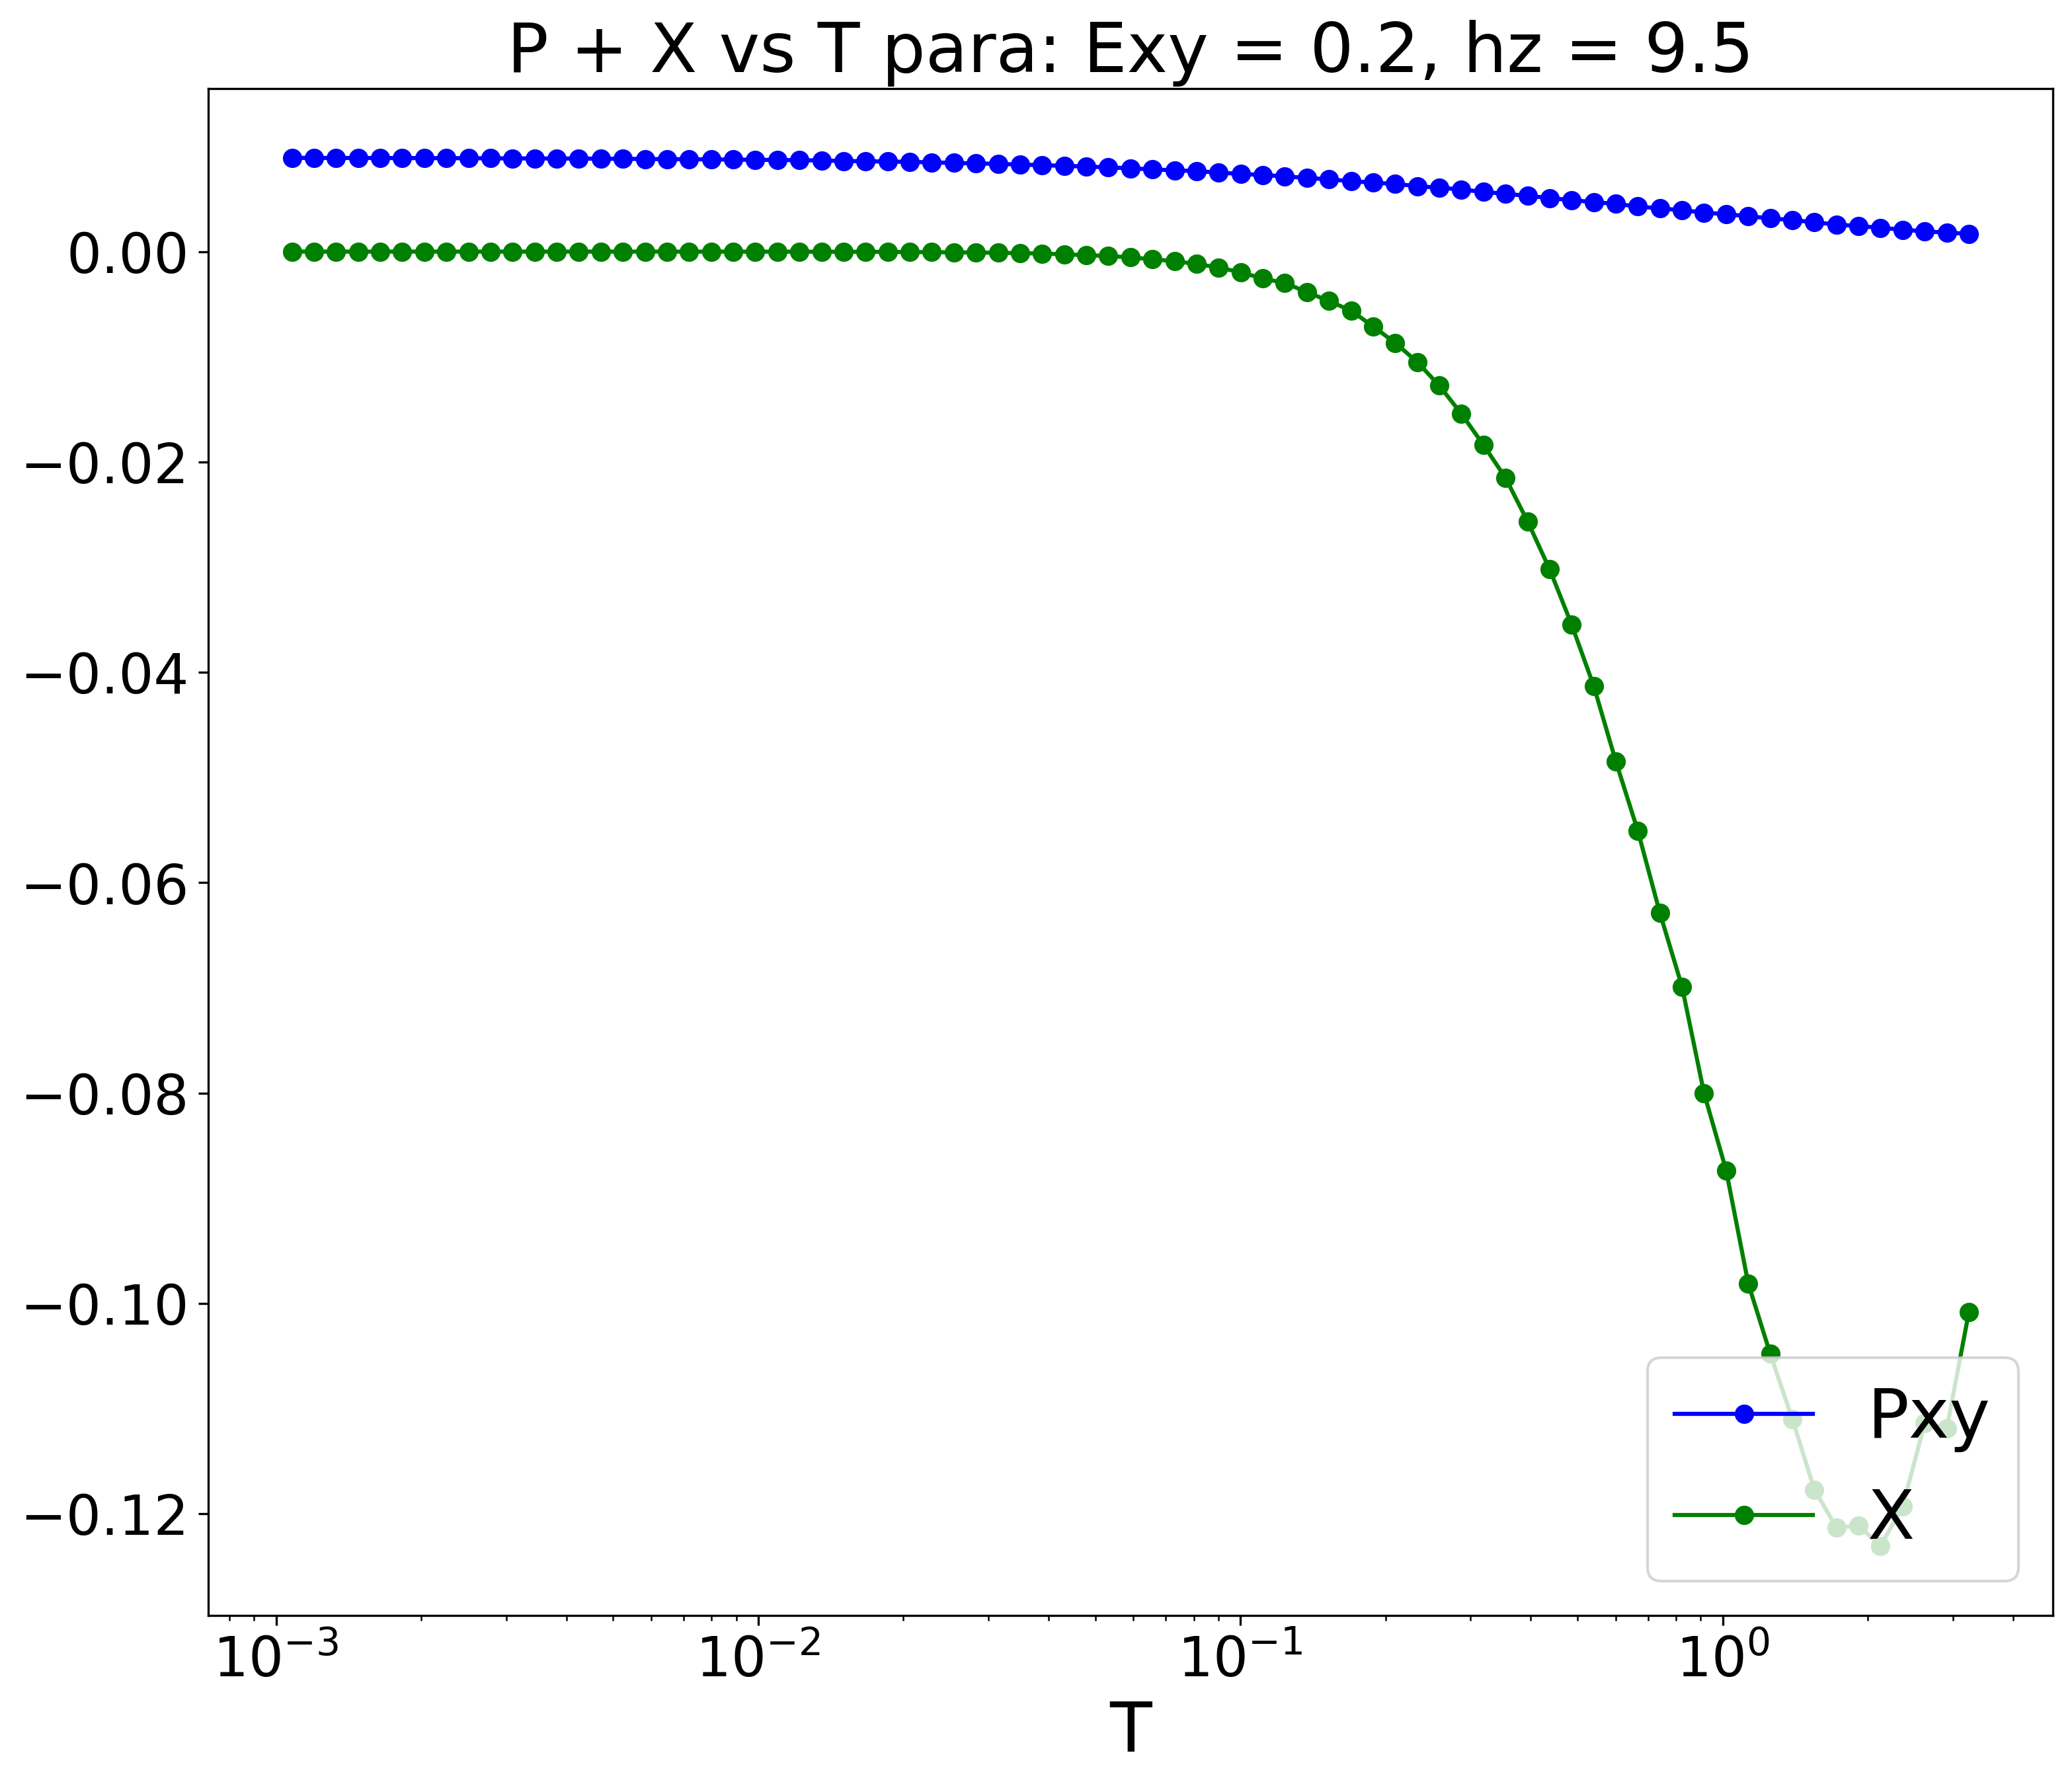 P + X vs T para: Exy = 0.2, hz = 9.5
0.00
−0.02
−0.04
−0.06
−0.08
−0.10
−0.12
Pxy
X
10⁻³ 10⁻² 10⁻¹ 10⁰
T